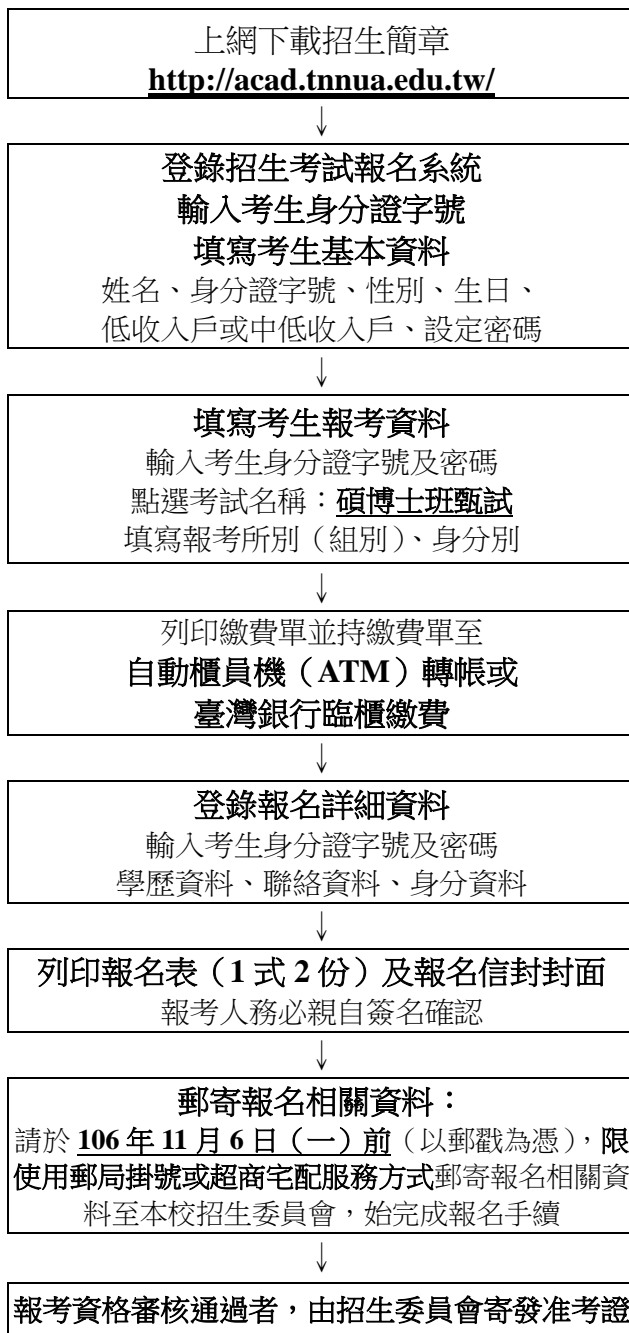 上網下載招生簡章
http://acad.tnnua.edu.tw/
↓
登錄招生考試報名系統
輸入考生身分證字號
填寫考生基本資料
姓名、身分證字號、性別、生日、
低收入戶或中低收入戶、設定密碼
↓
填寫考生報考資料
輸入考生身分證字號及密碼
點選考試名稱：碩博士班甄試
填寫報考所別（組別）、身分別
↓
列印繳費單並持繳費單至
自動櫃員機（ATM）轉帳或
臺灣銀行臨櫃繳費
↓
登錄報名詳細資料
輸入考生身分證字號及密碼
學歷資料、聯絡資料、身分資料
↓
列印報名表（1 式 2 份）及報名信封封面
報考人務必親自簽名確認
↓
郵寄報名相關資料：
請於 106 年 11 月 6 日（一）前（以郵戳為憑），限
使用郵局掛號或超商宅配服務方式郵寄報名相關資
料至本校招生委員會，始完成報名手續
↓
報考資格審核通過者，由招生委員會寄發准考證